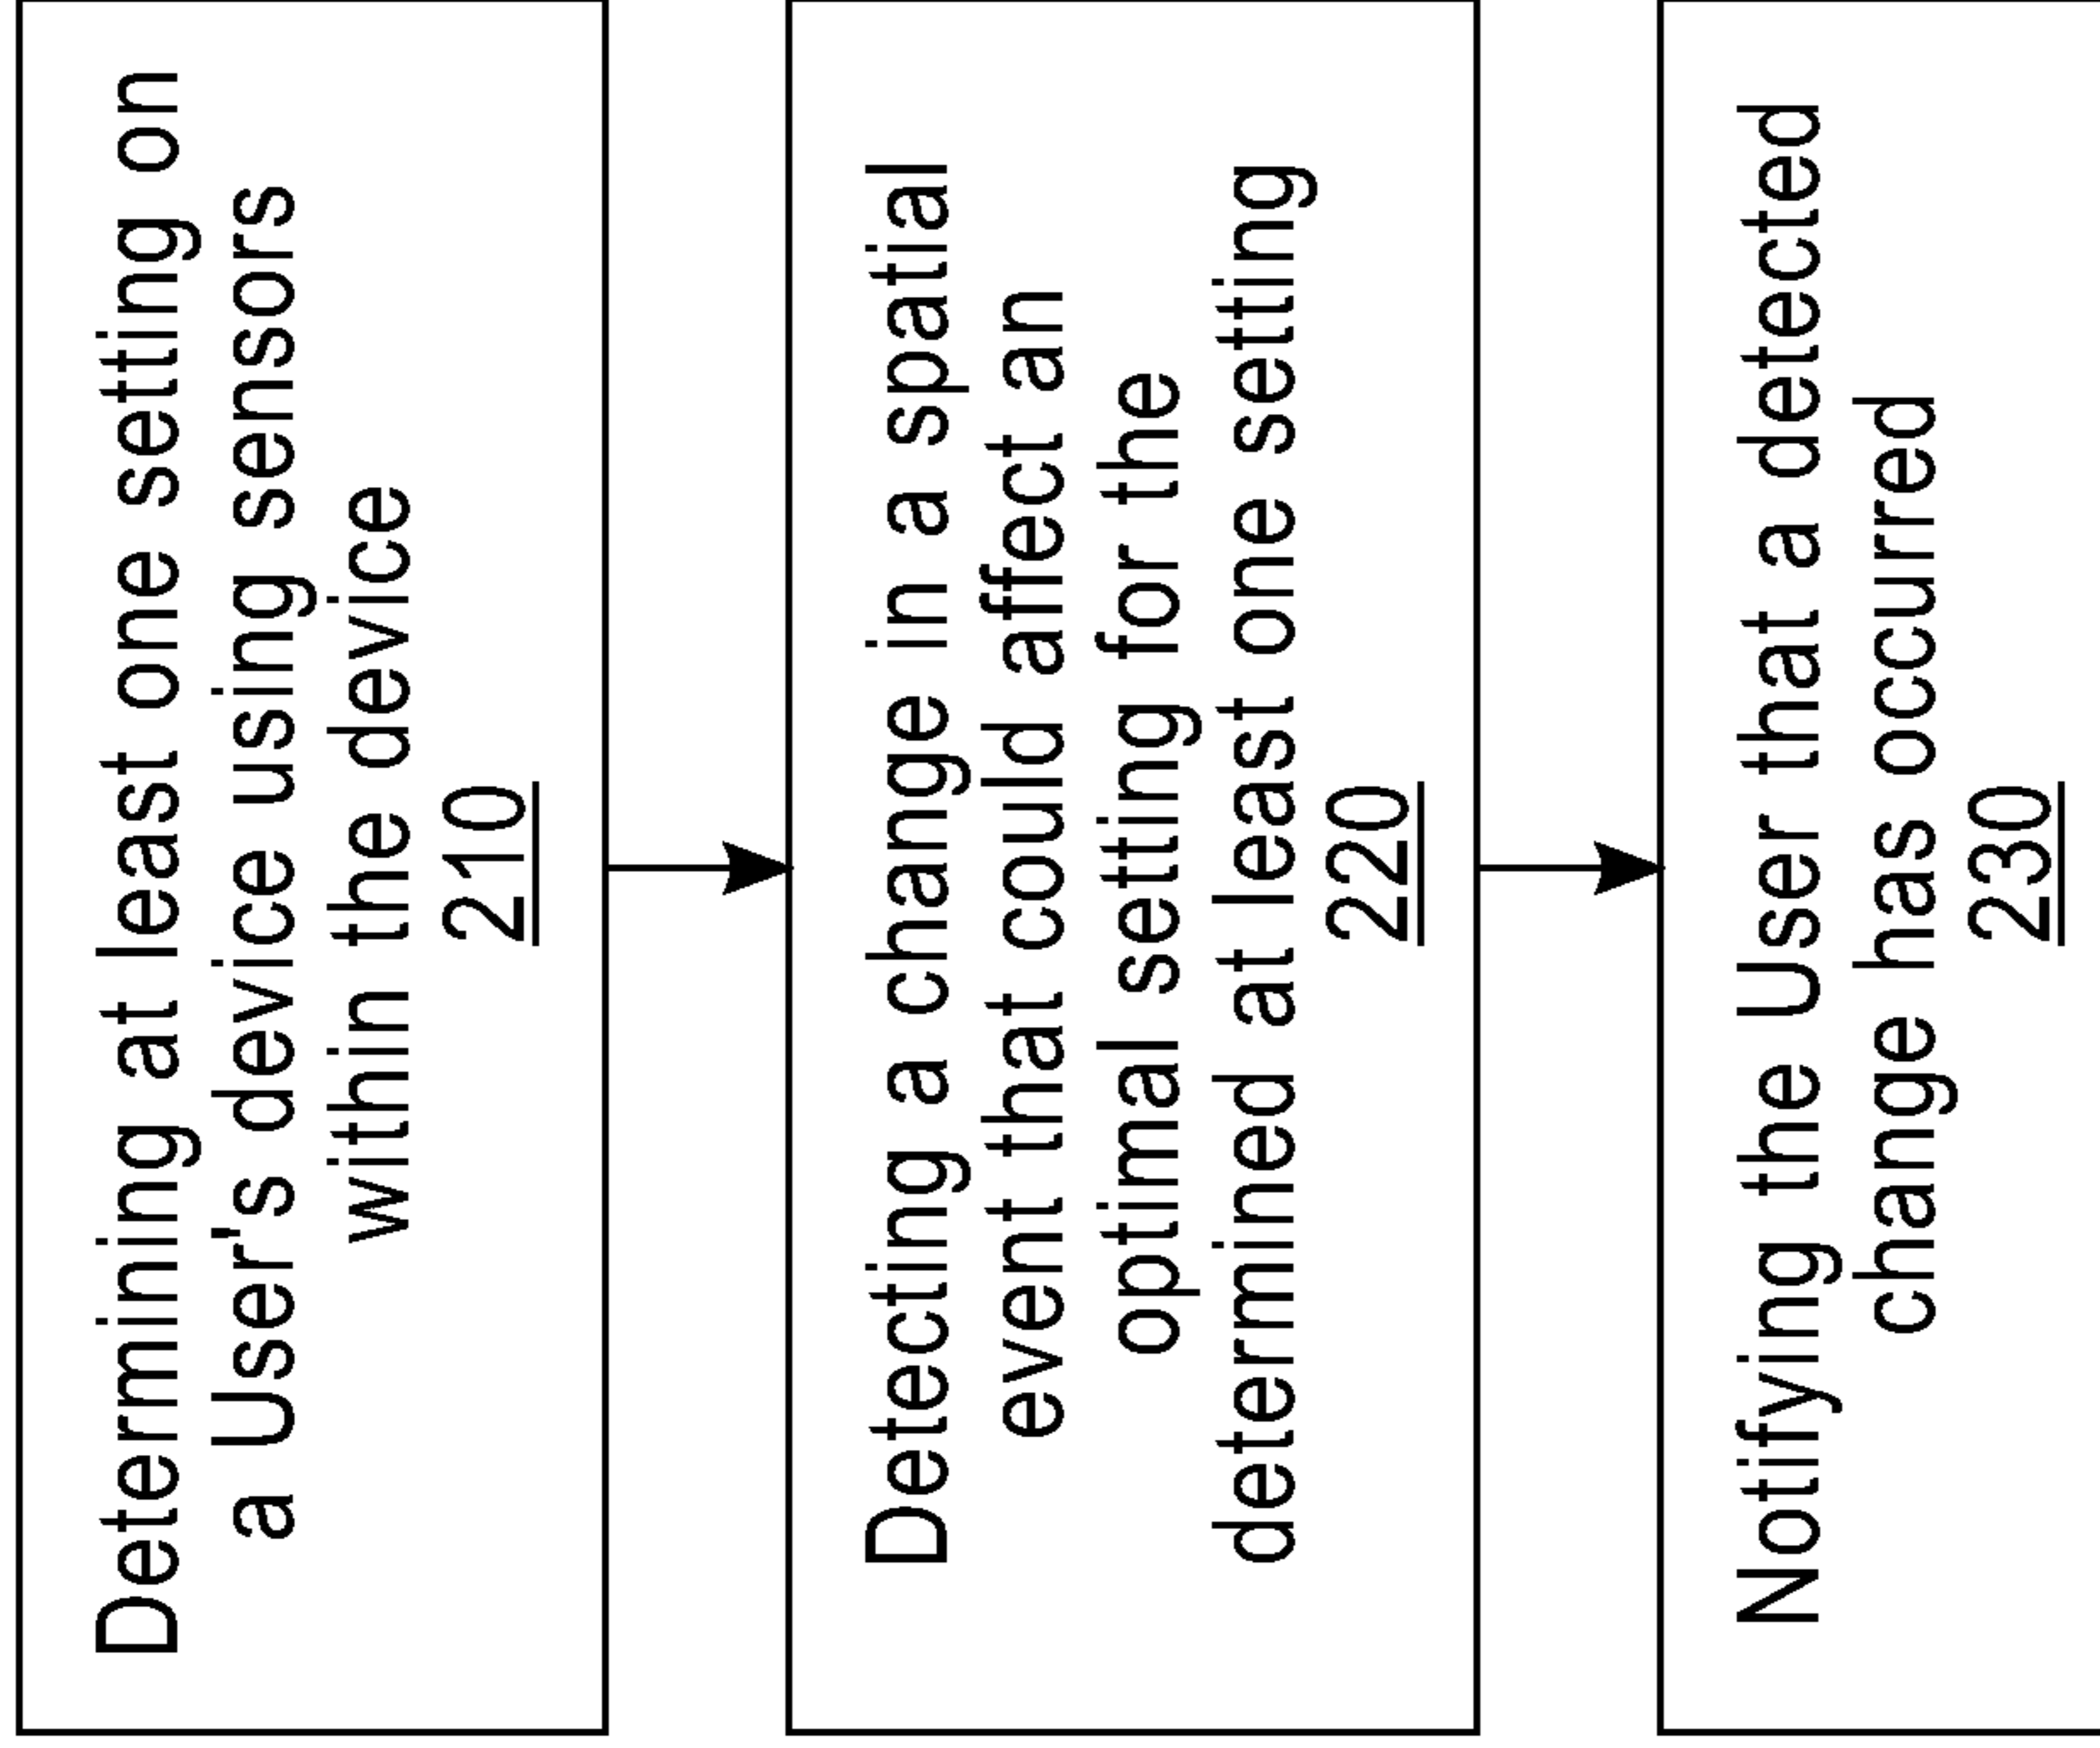 Determining at least one setting on
a User's device using sensors
within the device
210
Detecting a change in a spatial
event that could affect an
optimal setting for the
determined at least one setting
220
Notifying the User that a detected
change has occurred
230